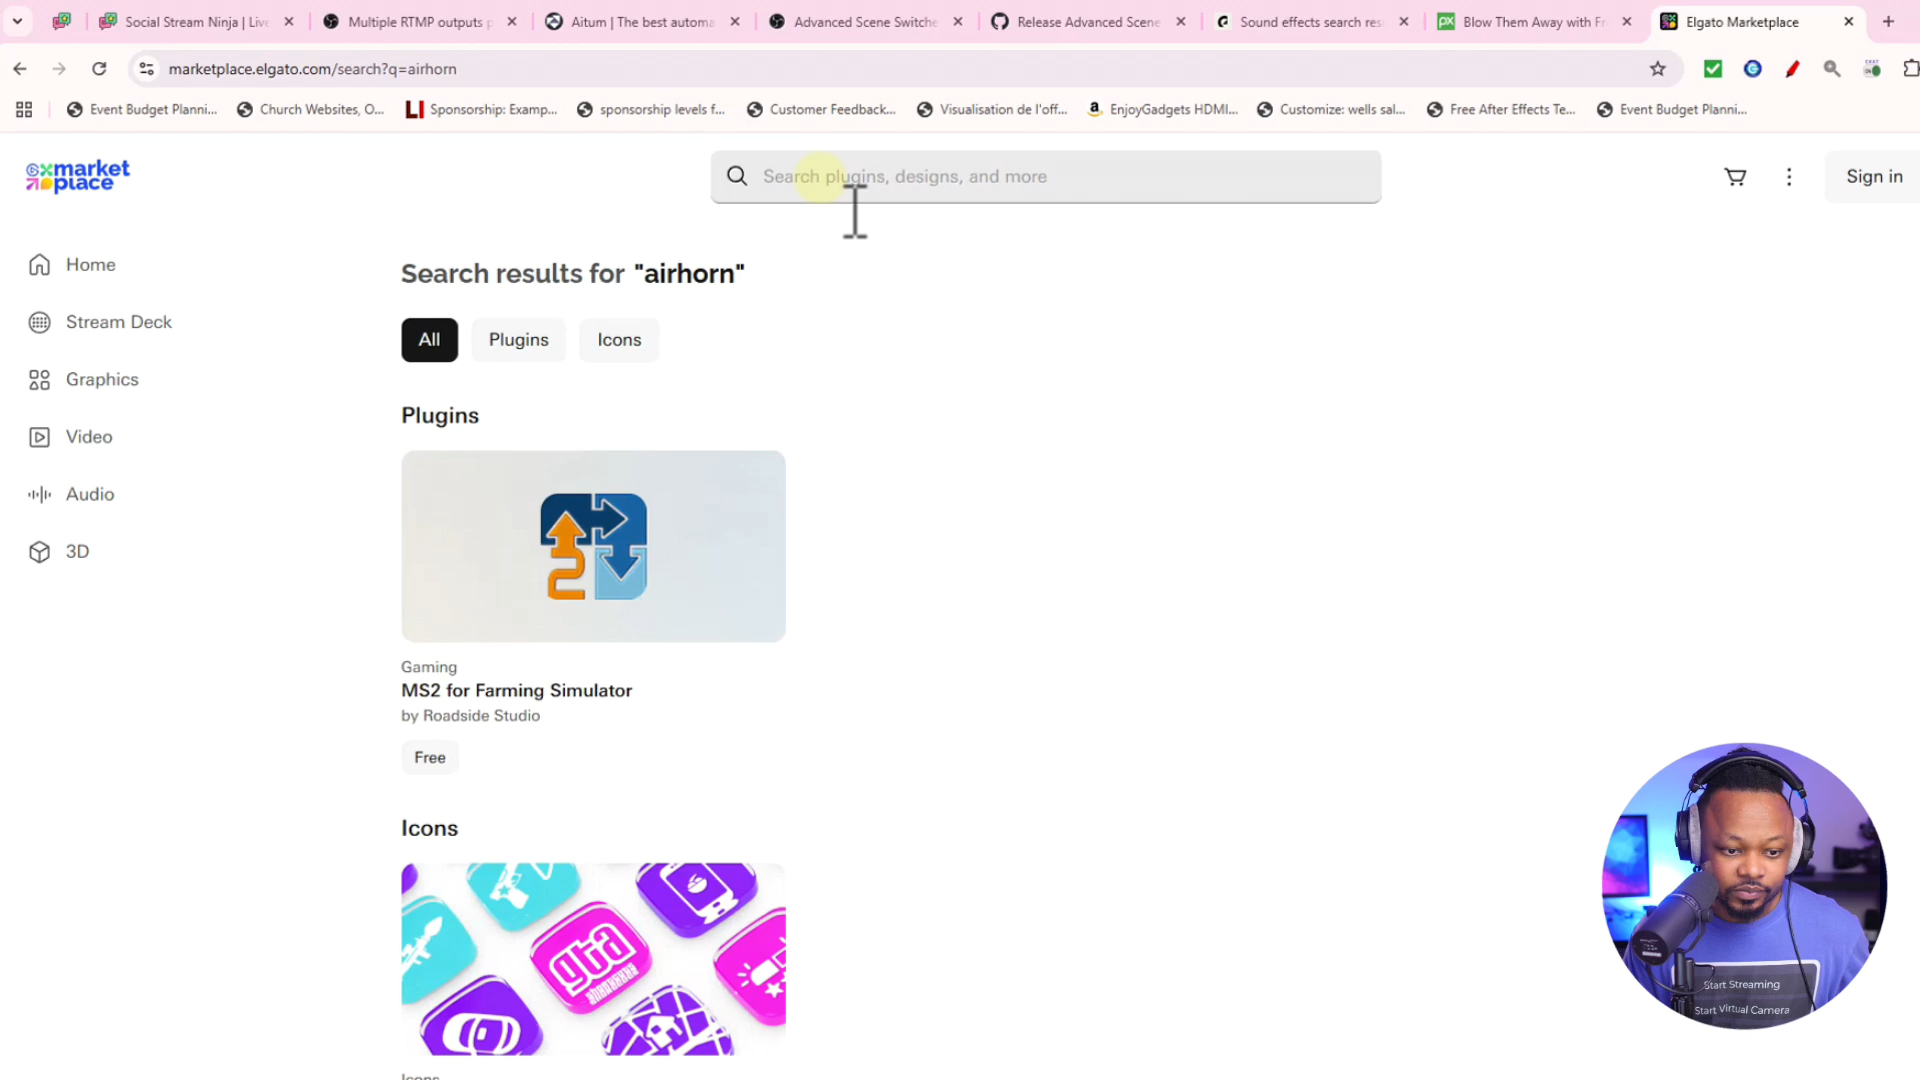 Social Stream Ninja | Live
Multiple RTMP outputs p
Aitum | The best automa
Advanced Scene Switche
Release Advanced Scene
Sound effects search res
Blow Them Away with Fr
Elgato Marketplace
marketplace.elgato.com/search?q=airhorn
Event Budget Planni...
Church Websites, O...
Sponsorship: Examp...
sponsorship levels f...
Customer Feedback...
Visualisation de l'off...
EnjoyGadgets HDMI...
Customize: wells sal...
Free After Effects Te...
Event Budget Planni...
market
place
Search plugins, designs, and more
Sign in
Home
Stream Deck
Graphics
Video
Audio
3D
Search results for "airhorn"
All
Plugins
Icons
Plugins
Gaming
MS2 for Farming Simulator
by Roadside Studio
Free
Icons
gta
Icons
Start Streaming
Start Virtual Camera